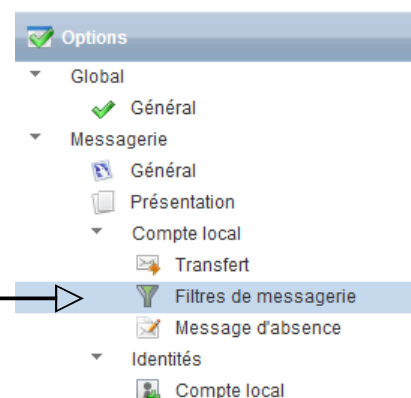 Options
Global
Général
Messagerie
Général
Présentation
Compte local
Transfert
Filtres de messagerie
Message d'absence
Identités
Compte local